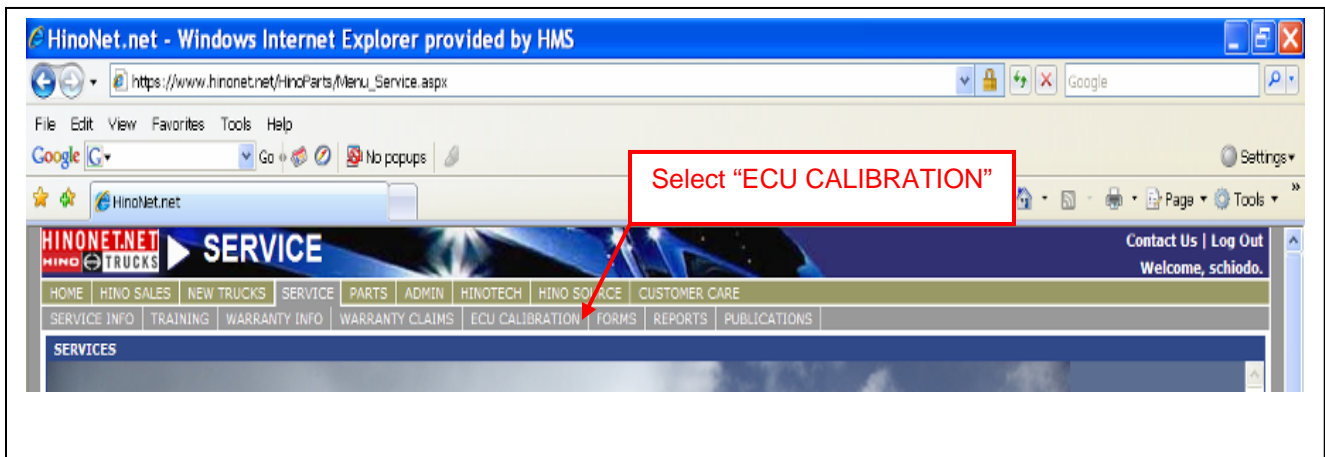 HinoNet.net - Windows Internet Explorer provided by HMS
https://www.hinonet.net/HinoParts/Menu_Service.aspx
Google
File Edit View Favorites Tools Help
Google G Go No popups Settings
Select “ECU CALIBRATION”
HinoNet.net Page Tools »
HINONET.NET
HINO TRUCKS
SERVICE
Contact Us | Log Out
Welcome, schiodo.
HOME HINO SALES NEW TRUCKS SERVICE PARTS ADMIN HINOTECH HINO SOURCE CUSTOMER CARE
SERVICE INFO TRAINING WARRANTY INFO WARRANTY CLAIMS ECU CALIBRATION FORMS REPORTS PUBLICATIONS
SERVICES